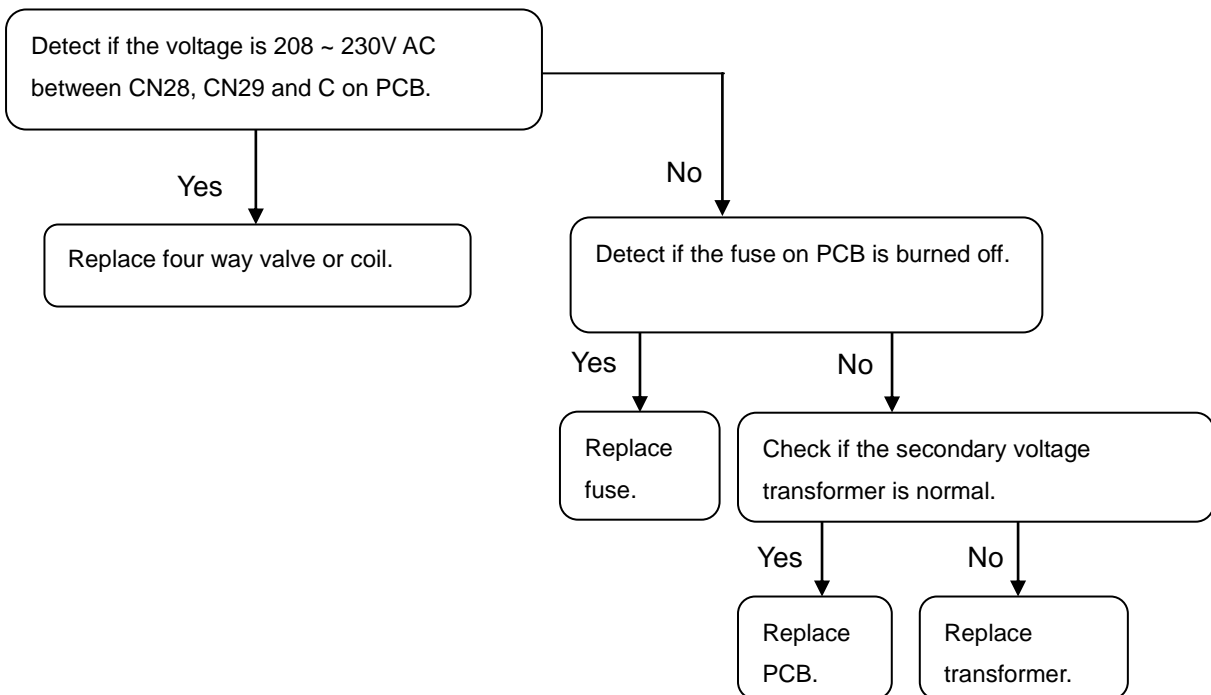 Detect if the voltage is 208 ~ 230V AC
between CN28, CN29 and C on PCB.
Yes
No
Replace four way valve or coil.
Detect if the fuse on PCB is burned off.
Yes
No
Replace
fuse.
Check if the secondary voltage
transformer is normal.
Yes
No
Replace
PCB.
Replace
transformer.